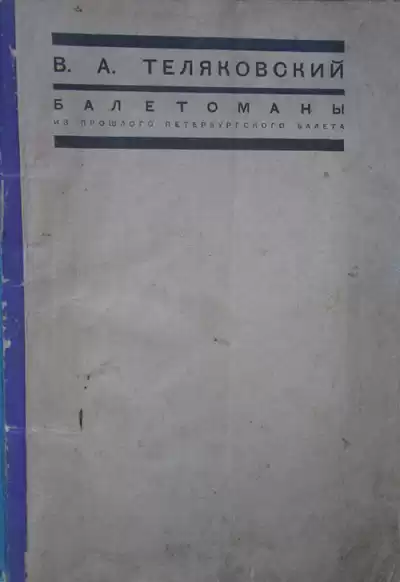 В. А. ТЕЛЯКОВСКИЙ
БАЛЕТОМАНЫ
ИЗ ПРОШЛОГО ПЕТЕРБУРГСКОГО БАЛЕТА